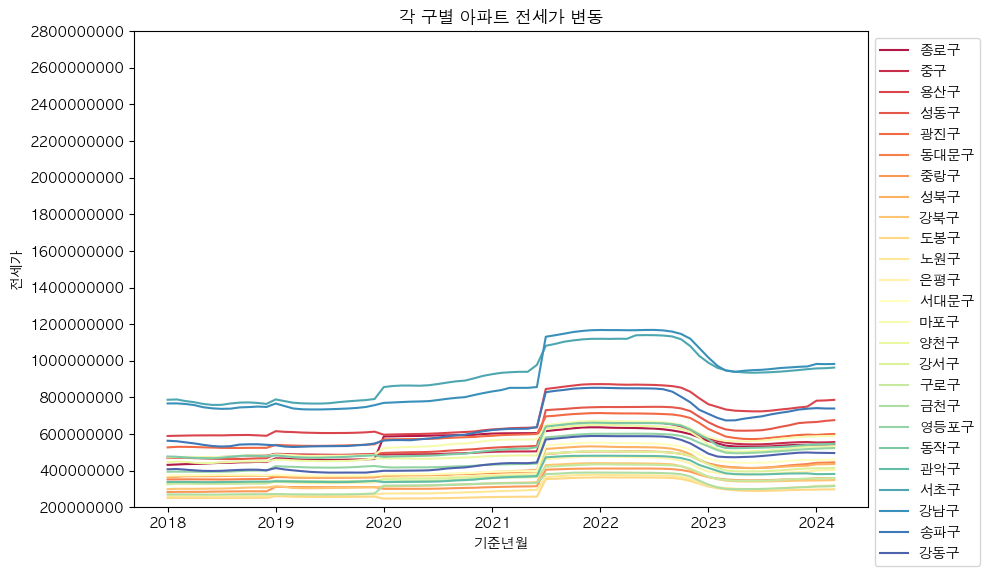 각 구별 아파트 전세가 변동
2800000000
2600000000
2400000000
2200000000
2000000000
1800000000
1600000000
1400000000
1200000000
1000000000
800000000
600000000
400000000
200000000
전세가
2018 2019 2020 2021 2022 2023 2024
기준년월
종로구
중구
용산구
성동구
광진구
동대문구
중랑구
성북구
강북구
도봉구
노원구
은평구
서대문구
마포구
양천구
강서구
구로구
금천구
영등포구
동작구
관악구
서초구
강남구
송파구
강동구